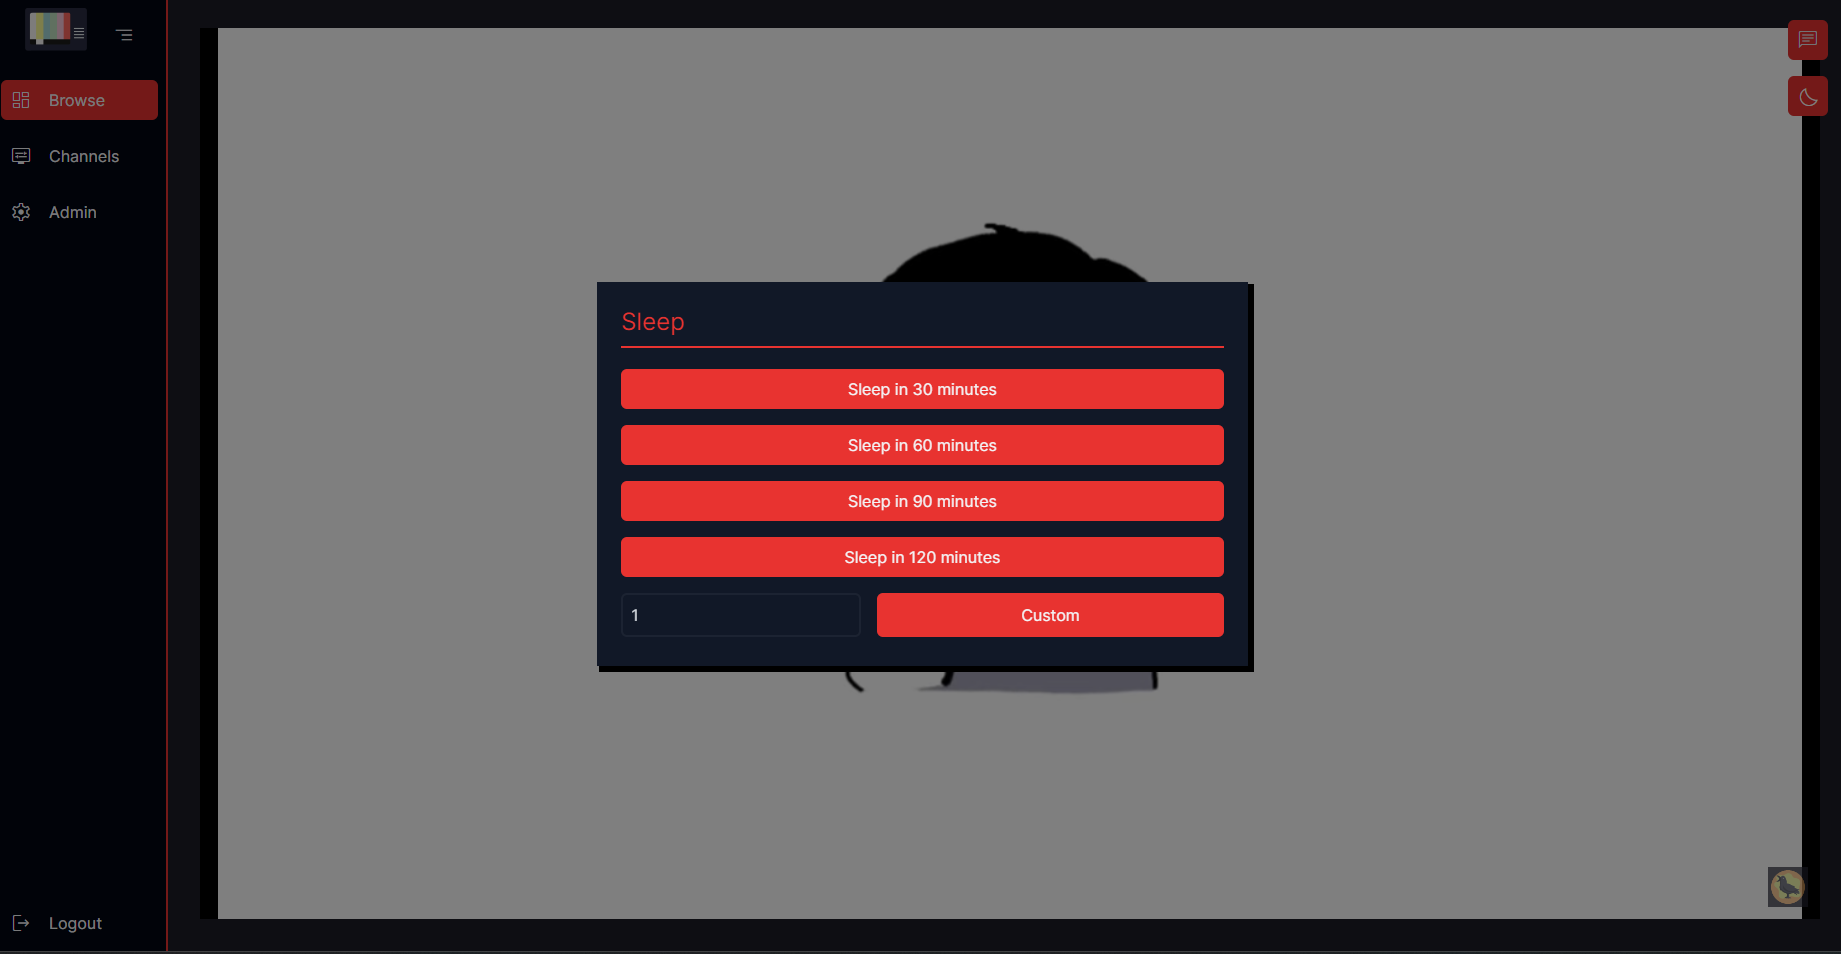 Browse
Channels
Admin
Logout
Sleep
Sleep in 30 minutes
Sleep in 60 minutes
Sleep in 90 minutes
Sleep in 120 minutes
1
Custom